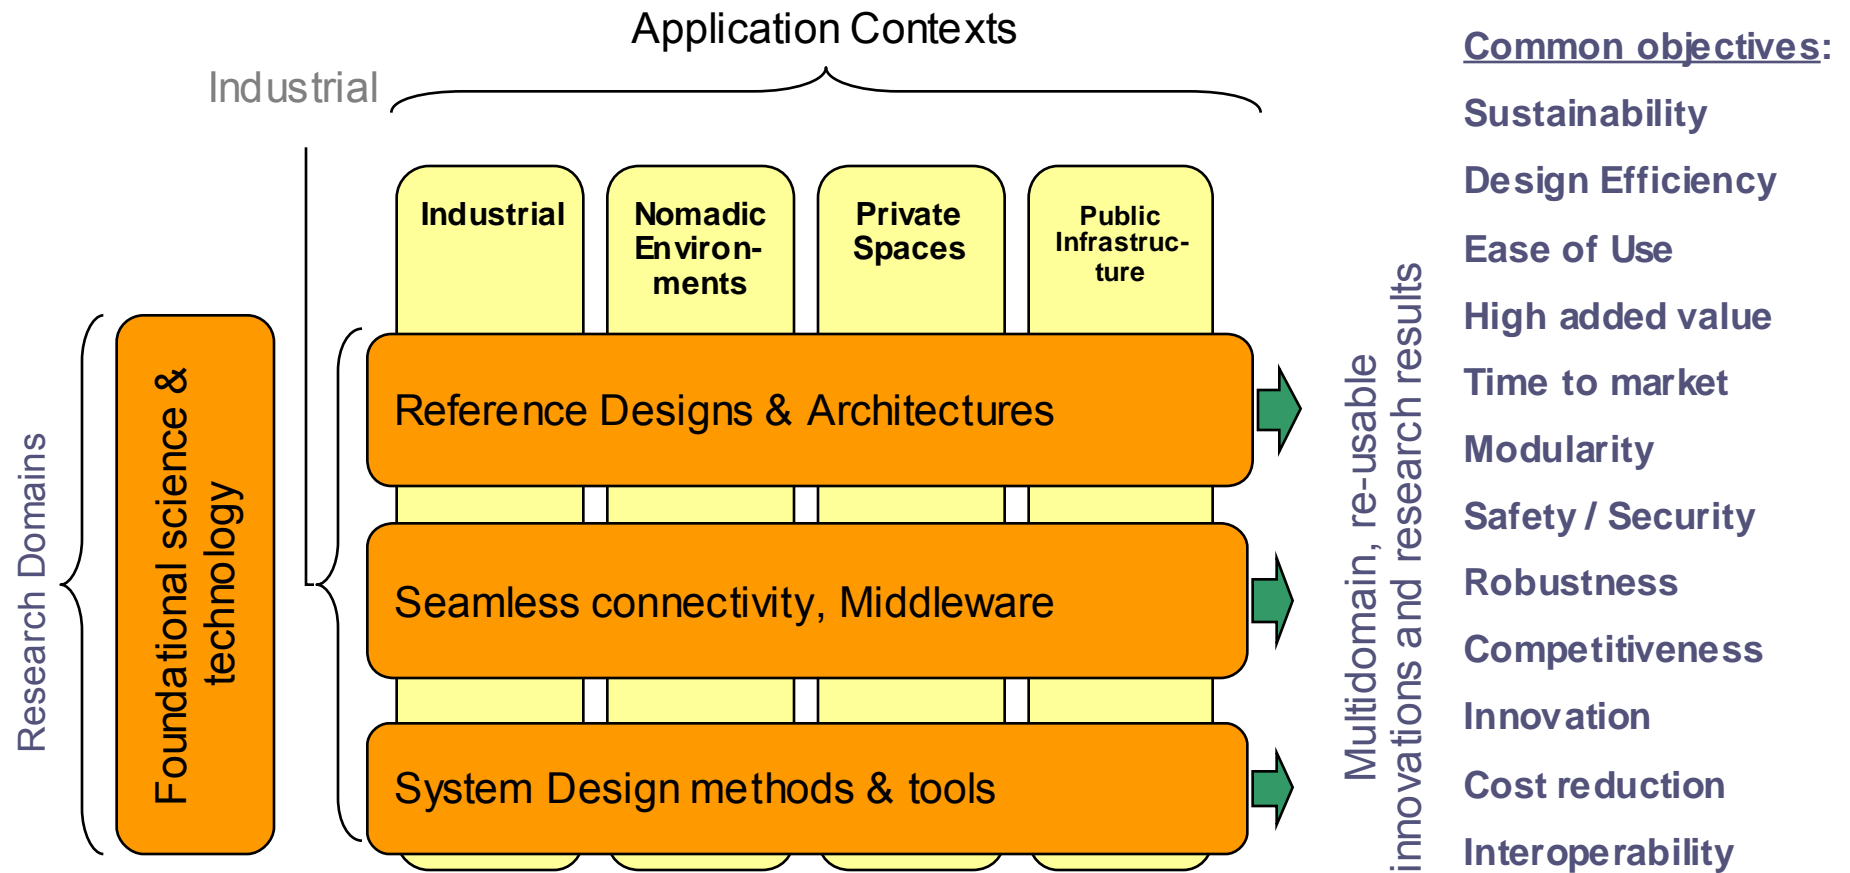 Application Contexts
Industrial
Industrial
Nomadic
Environ-
ments
Private
Spaces
Public
Infrastruc-
ture
Research Domains
Foundational science &
technology
Reference Designs & Architectures
Seamless connectivity, Middleware
System Design methods & tools
Multidomain, re-usable
innovations and research results
Common objectives:
Sustainability
Design Efficiency
Ease of Use
High added value
Time to market
Modularity
Safety / Security
Robustness
Competitiveness
Innovation
Cost reduction
Interoperability